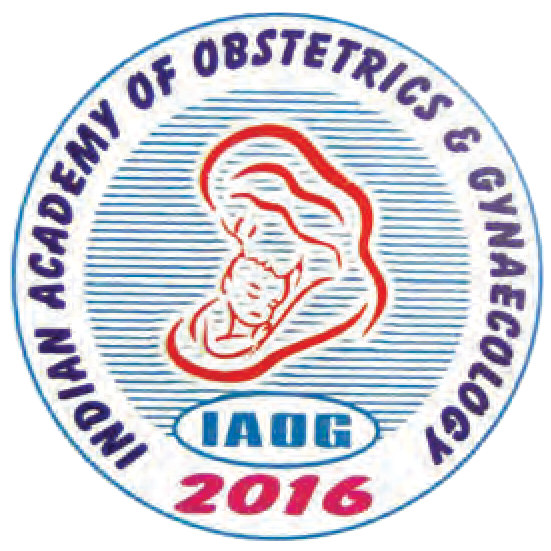 INDIAN ACADEMY OF OBSTETRICS & GYNAECOLOGY
IAOG
2016